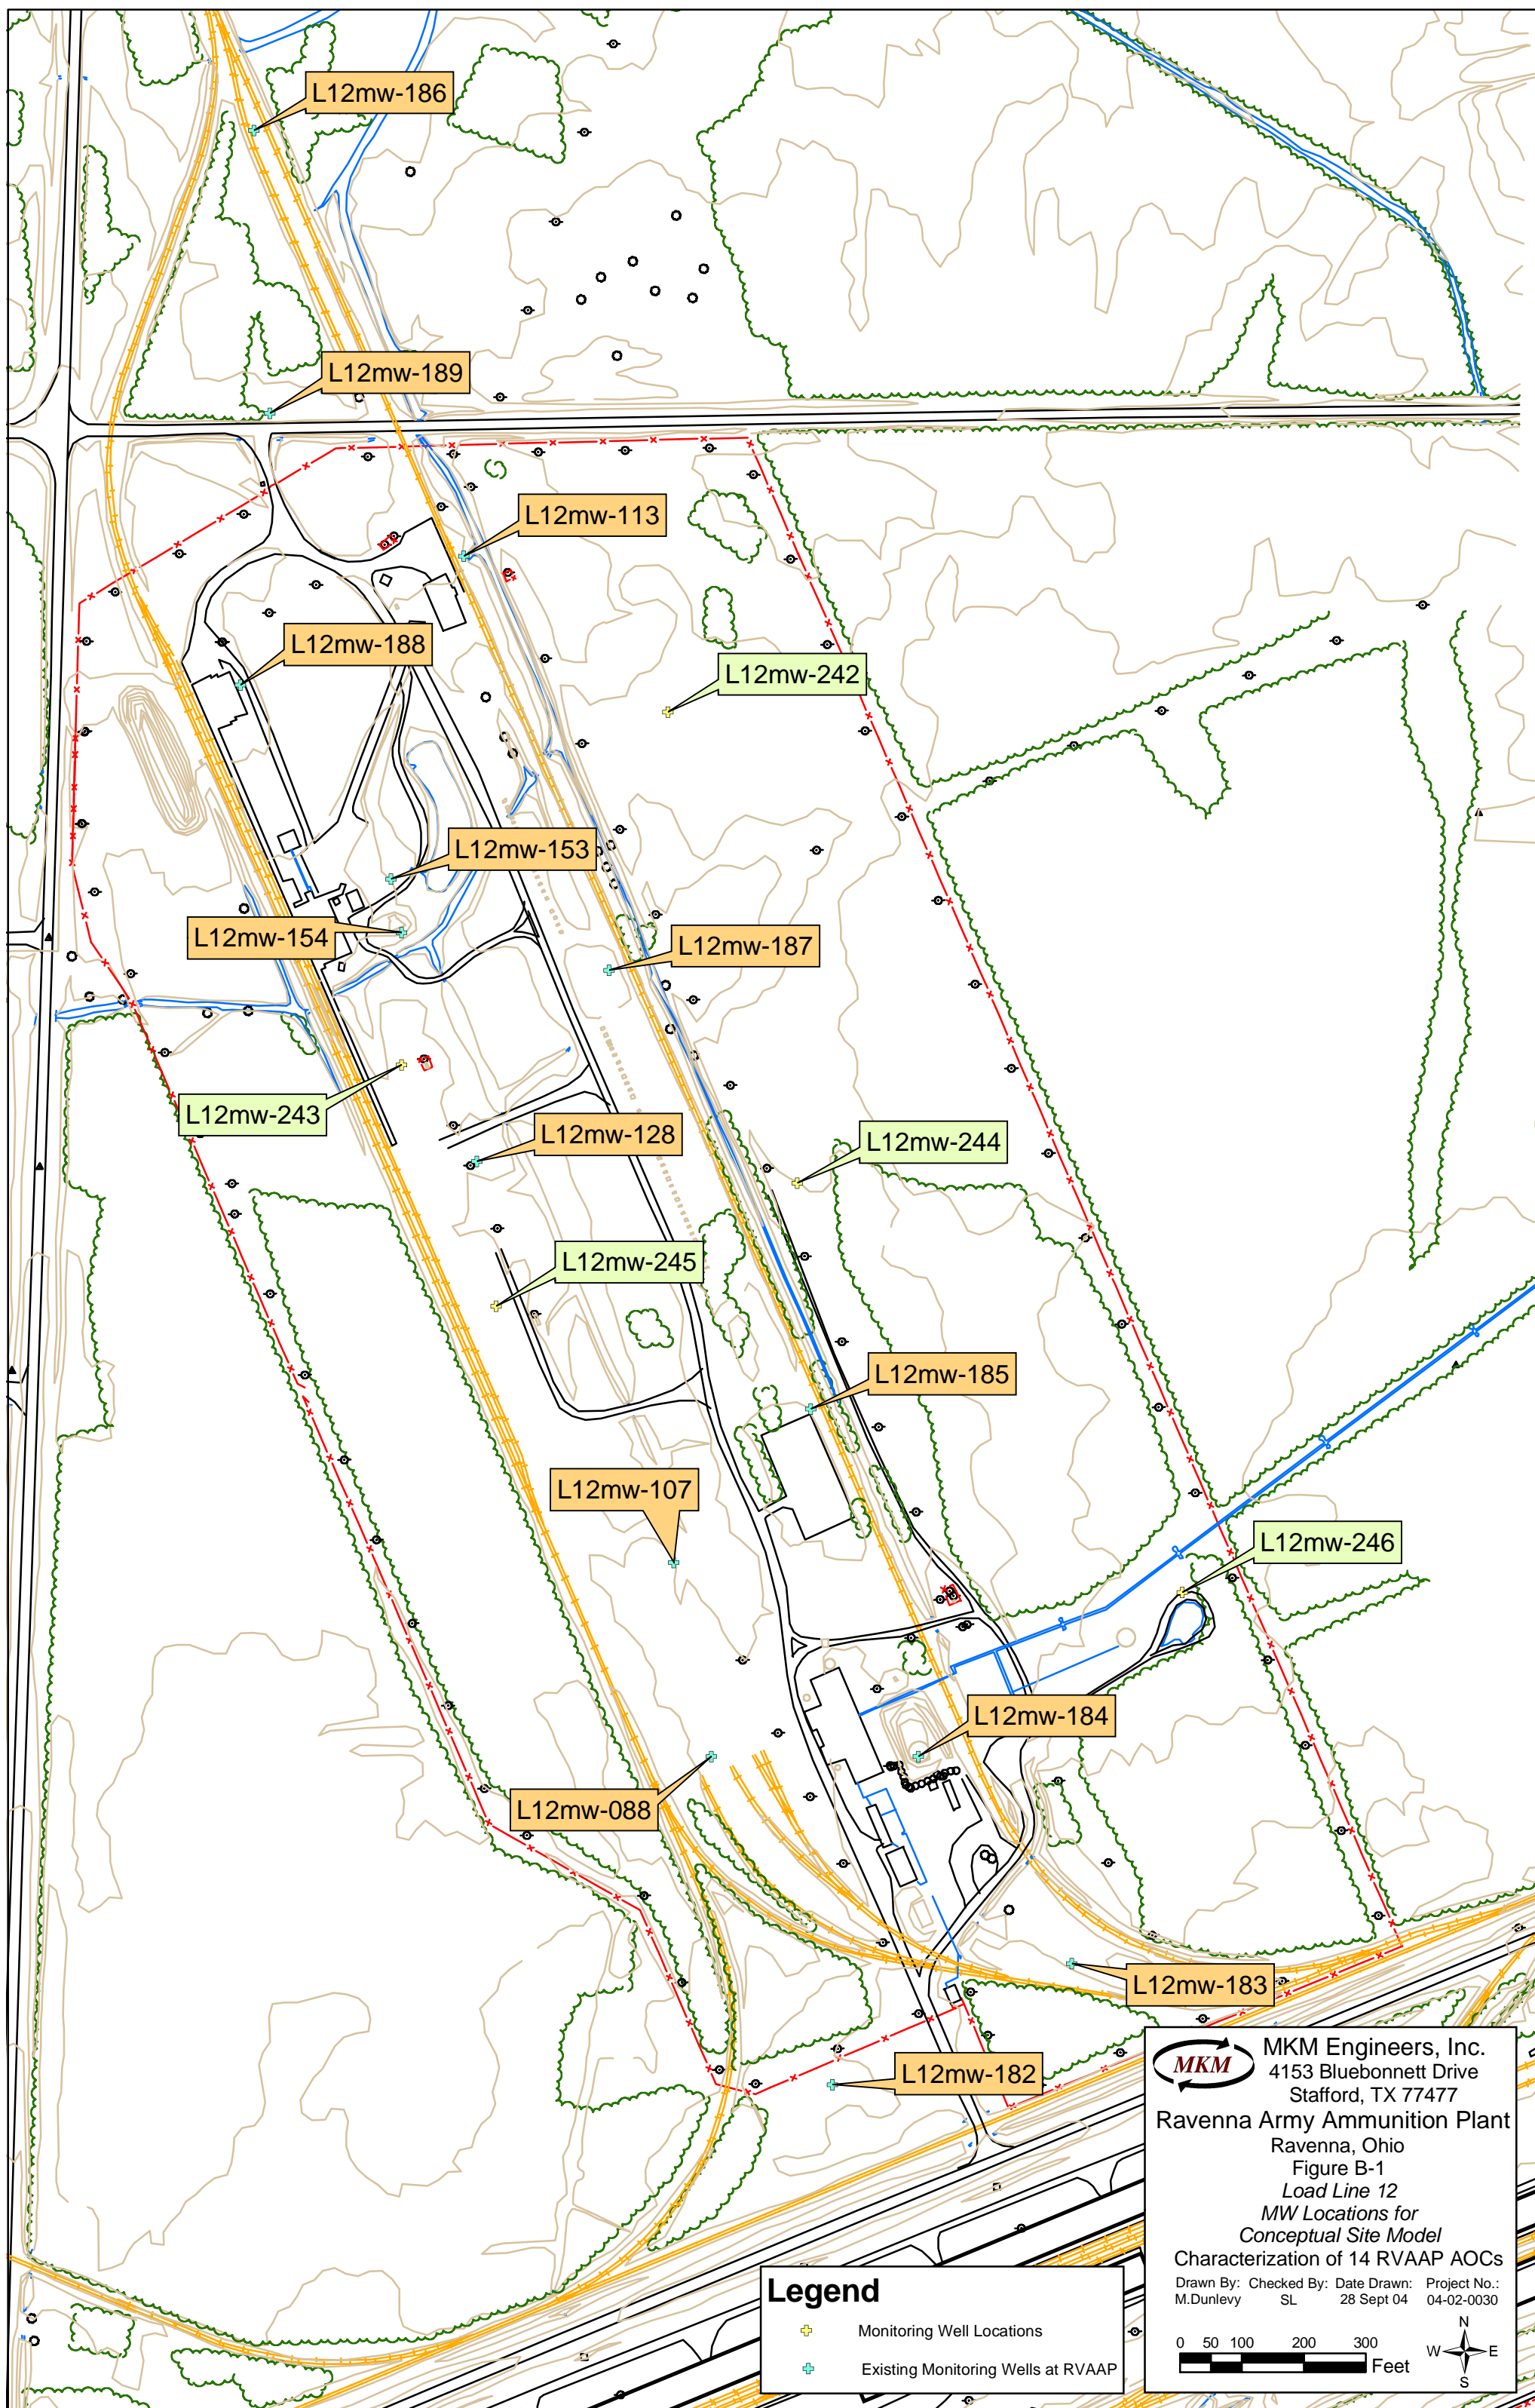 L12mw-186
L12mw-189
L12mw-113
L12mw-188
L12mw-242
L12mw-153
L12mw-154
L12mw-187
L12mw-243
L12mw-128
L12mw-244
L12mw-245
L12mw-185
L12mw-107
L12mw-246
L12mw-184
L12mw-088
L12mw-183
L12mw-182
MKM
MKM Engineers, Inc.
4153 Bluebonnett Drive
Stafford, TX 77477
Ravenna Army Ammunition Plant
Ravenna, Ohio
Figure B-1
Load Line 12
MW Locations for
Conceptual Site Model
Characterization of 14 RVAAP AOCs
Drawn By: Checked By: Date Drawn: Project No.:
M.Dunlevy SL 28 Sept 04 04-02-0030
0 50 100 200 300
Feet
N
W E
S
Legend
Monitoring Well Locations
Existing Monitoring Wells at RVAAP